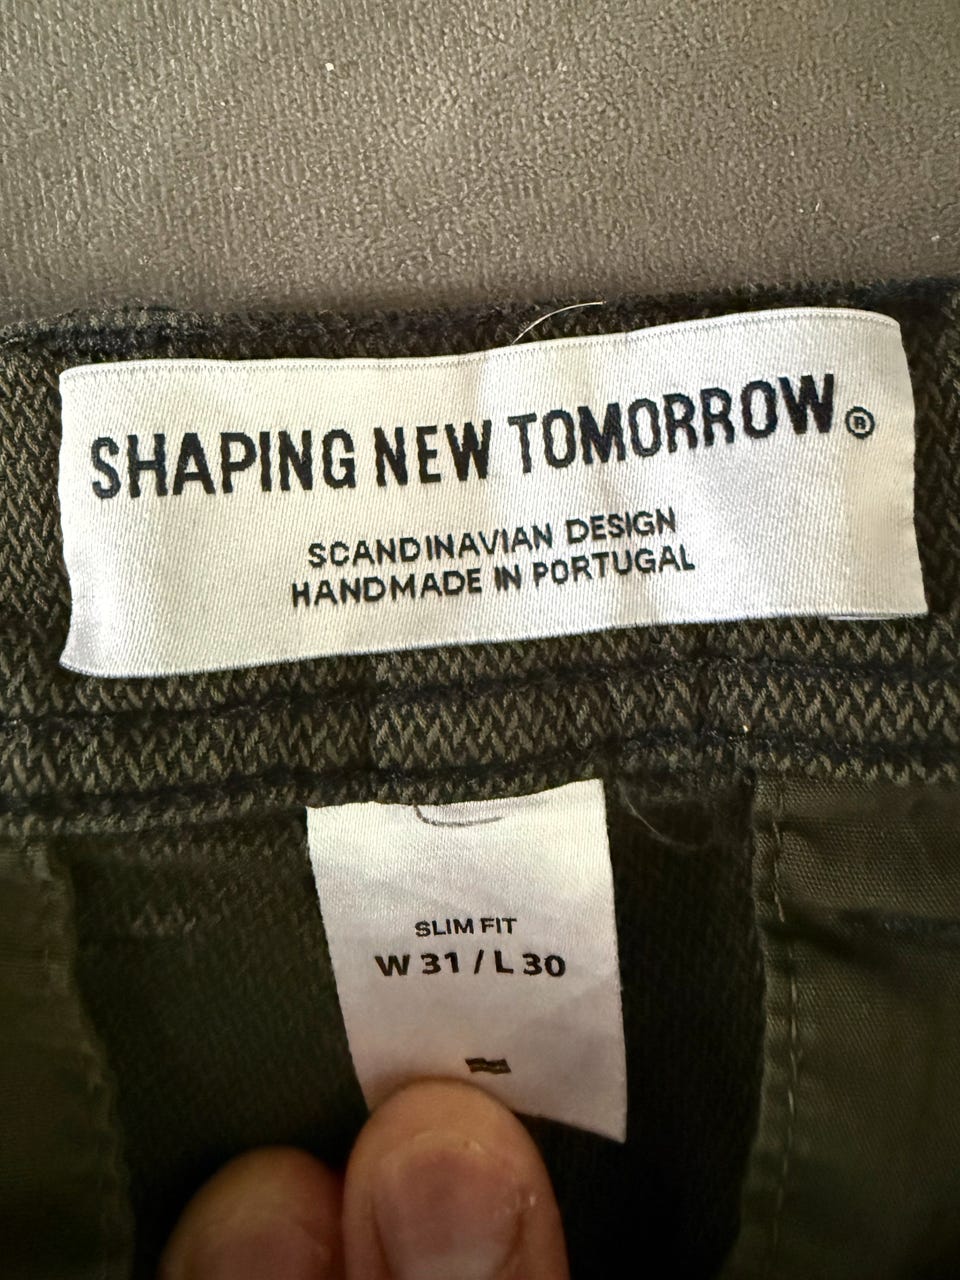 SHAPING NEW TOMORROW®
SCANDINAVIAN DESIGN
HANDMADE IN PORTUGAL
SLIM FIT
W 31 / L 30